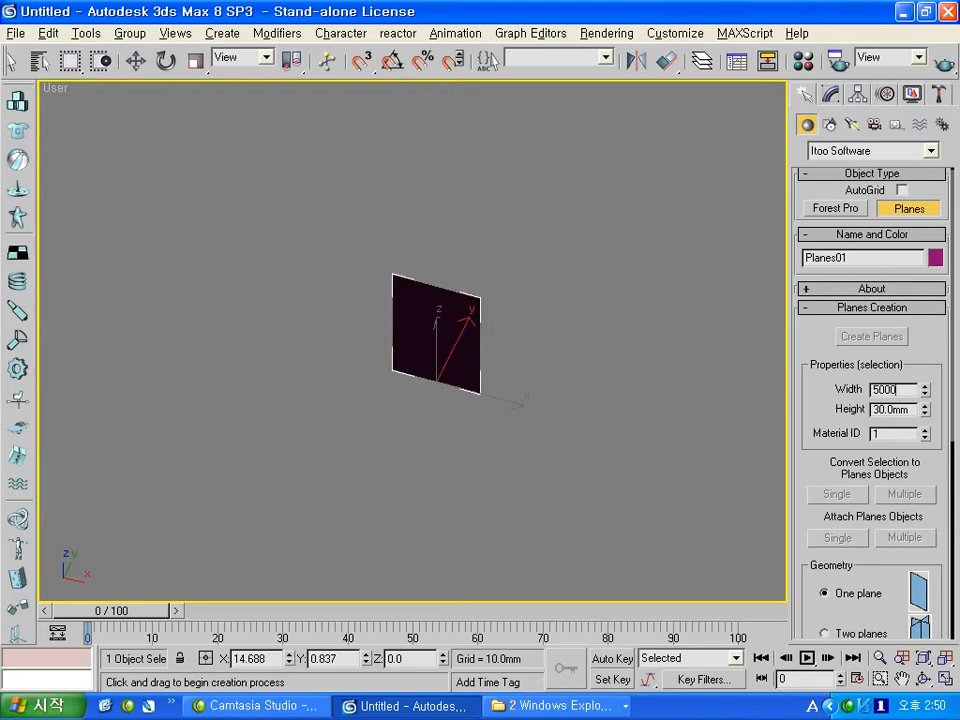 Untitled - Autodesk 3ds Max 8 SP3 - Stand-alone License
File Edit Tools Group Views Create Modifiers Character reactor Animation Graph Editors Rendering Customize MAXScript Help
View View
User
Itoo Software
- Object Type
AutoGrid
Forest Pro Planes
- Name and Color
Planes01
+ About
- Planes Creation
Create Planes
Properties (selection)
Width 5000
Height 30.0mm
Material ID 1
Convert Selection to
Planes Objects
Single Multiple
Attach Planes Objects
Single Multiple
Geometry
One plane
Two planes
z y x
z y x
< 0 / 100 >
0 10 20 30 40 50 60 70 80 90 100
1 Object Sele X: 14.688 Y: 0.837 Z: 0.0 Grid = 10.0mm Auto Key Selected
Click and drag to begin creation process Add Time Tag Set Key Key Filters... 0
시작 » Camtasia Studio -... Untitled - Autodes... 2 Windows Explo... A 1 오후 2:50